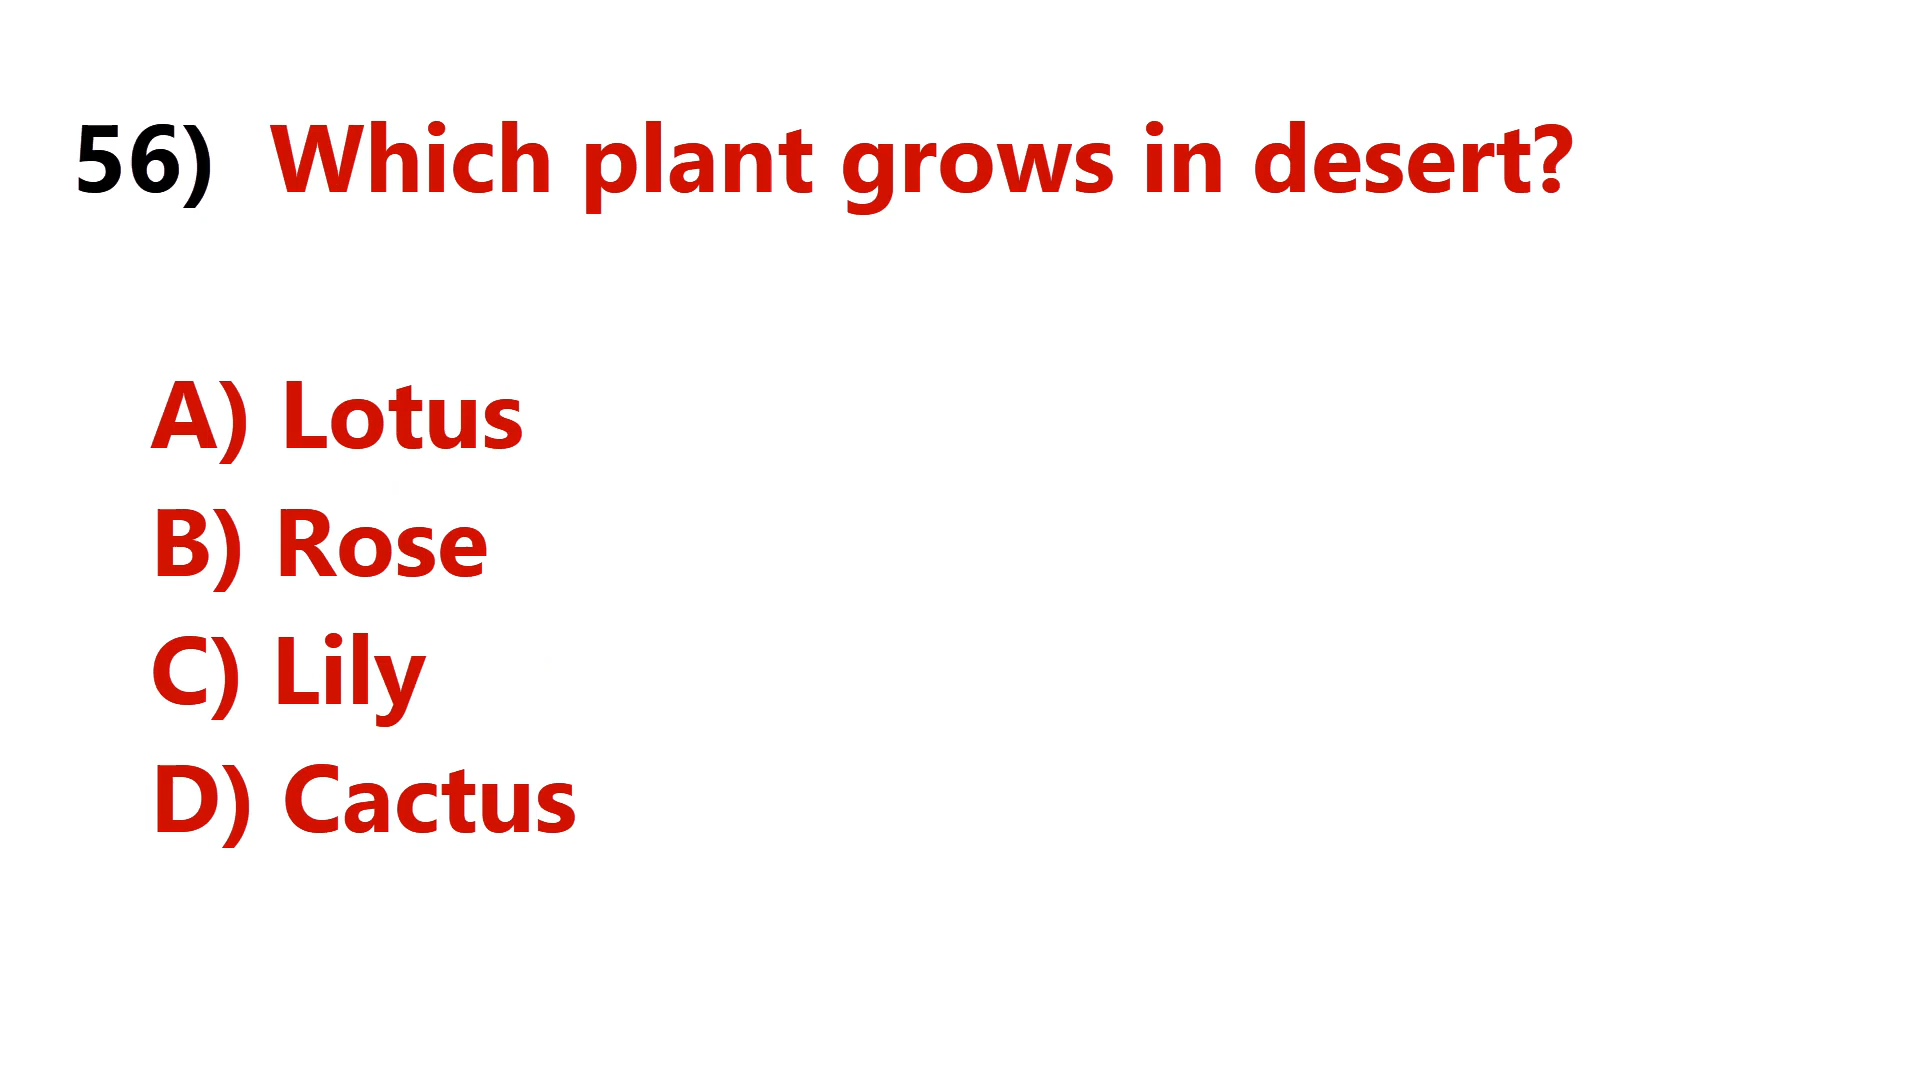 56) Which plant grows in desert?
A) Lotus
B) Rose
C) Lily
D) Cactus